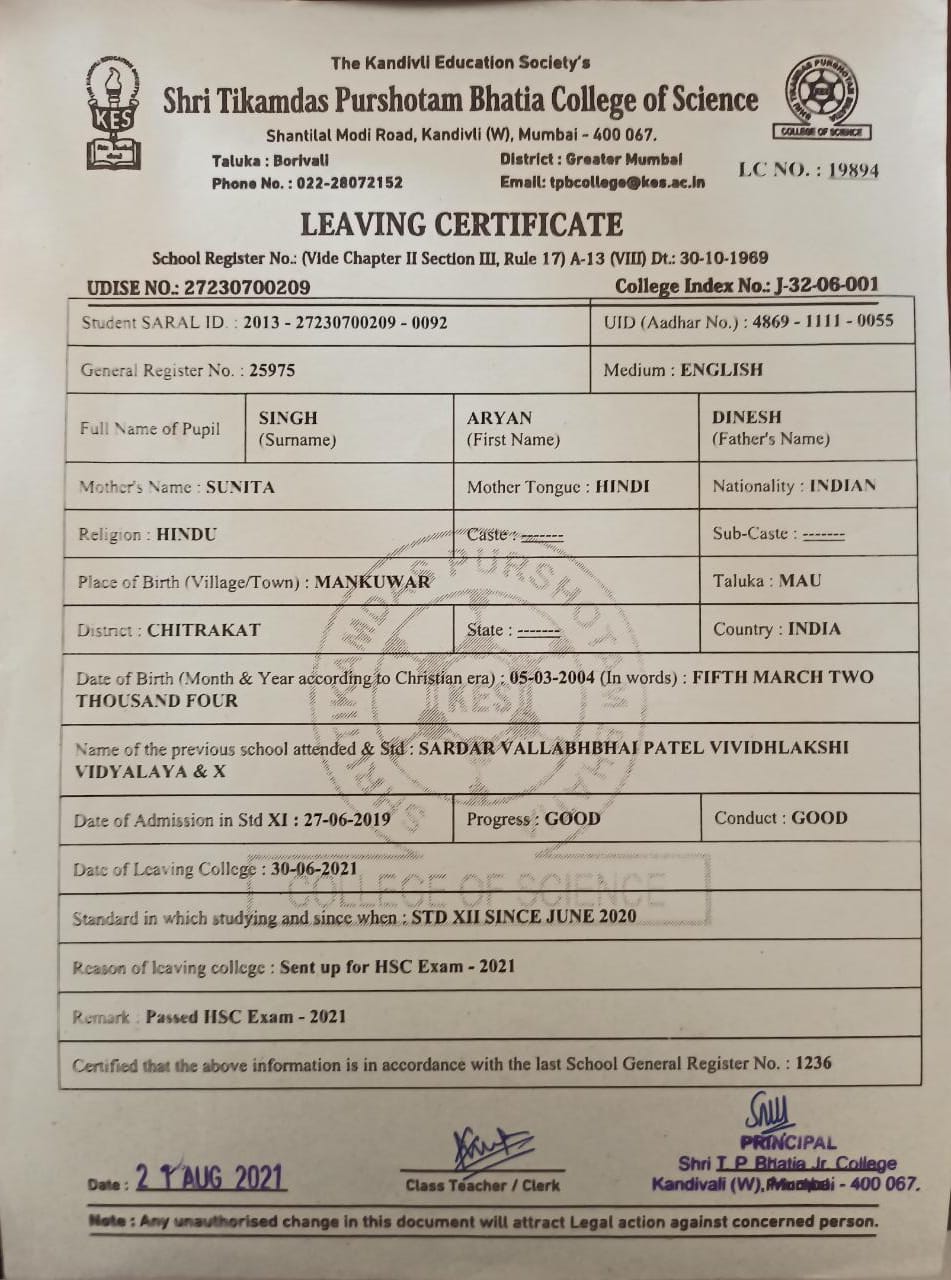 The Kandivli Education Society's
Shri Tikamdas Purshotam Bhatia College of Science
Shantilal Modi Road, Kandivli (W), Mumbai - 400 067.
Taluka : Borivali District : Greater Mumbai
Phone No. : 022-28072152 Email: tpbcollege@kes.ac.in
LC NO. : 19894
KES
COLLEGE OF SCIENCE
LEAVING CERTIFICATE
School Register No.: (Vide Chapter II Section III, Rule 17) A-13 (VIII) Dt.: 30-10-1969
UDISE NO.: 27230700209 College Index No.: J-32-06-001
Student SARAL ID. : 2013 - 27230700209 - 0092 UID (Aadhar No.) : 4869 - 1111 - 0055
General Register No. : 25975 Medium : ENGLISH
Full Name of Pupil SINGH ARYAN DINESH
(Surname) (First Name) (Father's Name)
Mother's Name : SUNITA Mother Tongue : HINDI Nationality : INDIAN
Religion : HINDU Caste : ------- Sub-Caste : -------
Place of Birth (Village/Town) : MANKUWAR Taluka : MAU
District : CHITRAKAT State : ------- Country : INDIA
Date of Birth (Month & Year according to Christian era) : 05-03-2004 (In words) : FIFTH MARCH TWO
THOUSAND FOUR
Name of the previous school attended & Std : SARDAR VALLABHBHAI PATEL VIVIDHLAKSHI
VIDYALAYA & X
Date of Admission in Std XI : 27-06-2019 Progress : GOOD Conduct : GOOD
Date of Leaving College : 30-06-2021
Standard in which studying and since when : STD XII SINCE JUNE 2020
Reason of leaving college : Sent up for HSC Exam - 2021
Remark : Passed HSC Exam - 2021
Certified that the above information is in accordance with the last School General Register No. : 1236
SHRI TIKAMDAS PURSHOTAM BHATIA
KES
COLLEGE OF SCIENCE
PRINCIPAL
Shri T P Bhatia Jr. College
Kandivali (W), - 400 067.
Date : AUG 2021 Class Teacher / Clerk
Note : Any unauthorised change in this document will attract Legal action against concerned person.